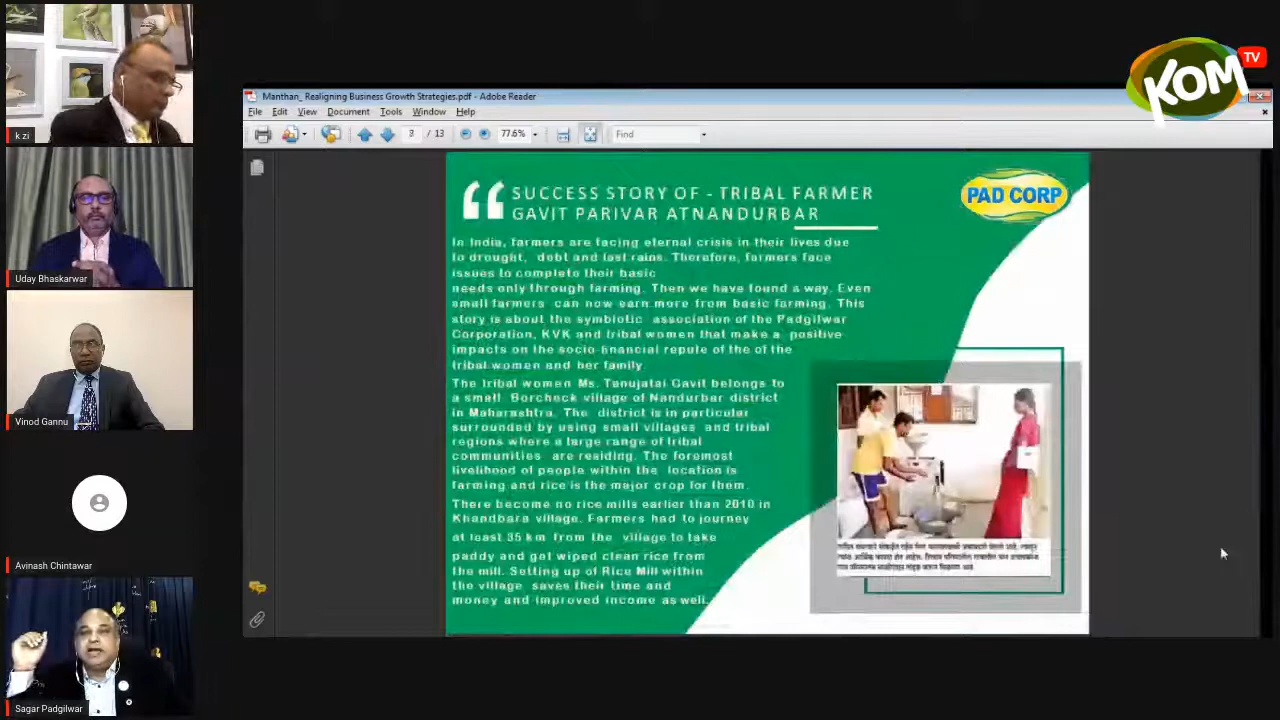 KOM TV
Manthan_ Realigning Business Growth Strategies.pdf - Adobe Reader
File Edit View Document Tools Window Help
/ 13 77.6% Find
SUCCESS STORY OF - TRIBAL FARMER
GAVIT PARIVAR ATNANDURBAR
PAD CORP
In India, farmers are facing eternal crisis in their lives due
to drought, debt and last rains. Therefore, farmers face
issues to complete their basic
needs only through farming. Then we have found a way. Even
small farmers can now earn more from basic farming. This
story is about the symbiotic association of the Padgilwar
Corporation, KVK and tribal women that make a positive
impacts on the socio-financial repute of the of the
tribal women and her family.
The tribal women Ms. Tanujatai Gavit belongs to
a small Borcheck village of Nandurbar district
in Maharashtra. The district is in particular
surrounded by using small villages and tribal
regions where a large range of tribal
communities are residing. The foremost
livelihood of people within the location is
farming and rice is the major crop for them.
There become no rice mills earlier than 2010 in
Khandbara village. Farmers had to journey
at least 35 km from the village to take
paddy and get wiped clean rice from
the mill. Setting up of Rice Mill within
the village saves their time and
money and improved income as well.
k zi
Uday Bhaskarwar
Vinod Gannu
Avinash Chintawar
Sagar Padgilwar